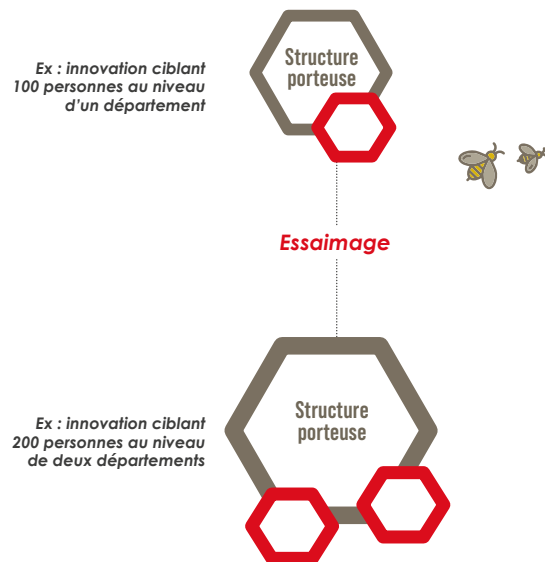 Structure
porteuse
Ex : innovation ciblant
100 personnes au niveau
d'un département
Essaimage
Structure
porteuse
Ex : innovation ciblant
200 personnes au niveau
de deux départements